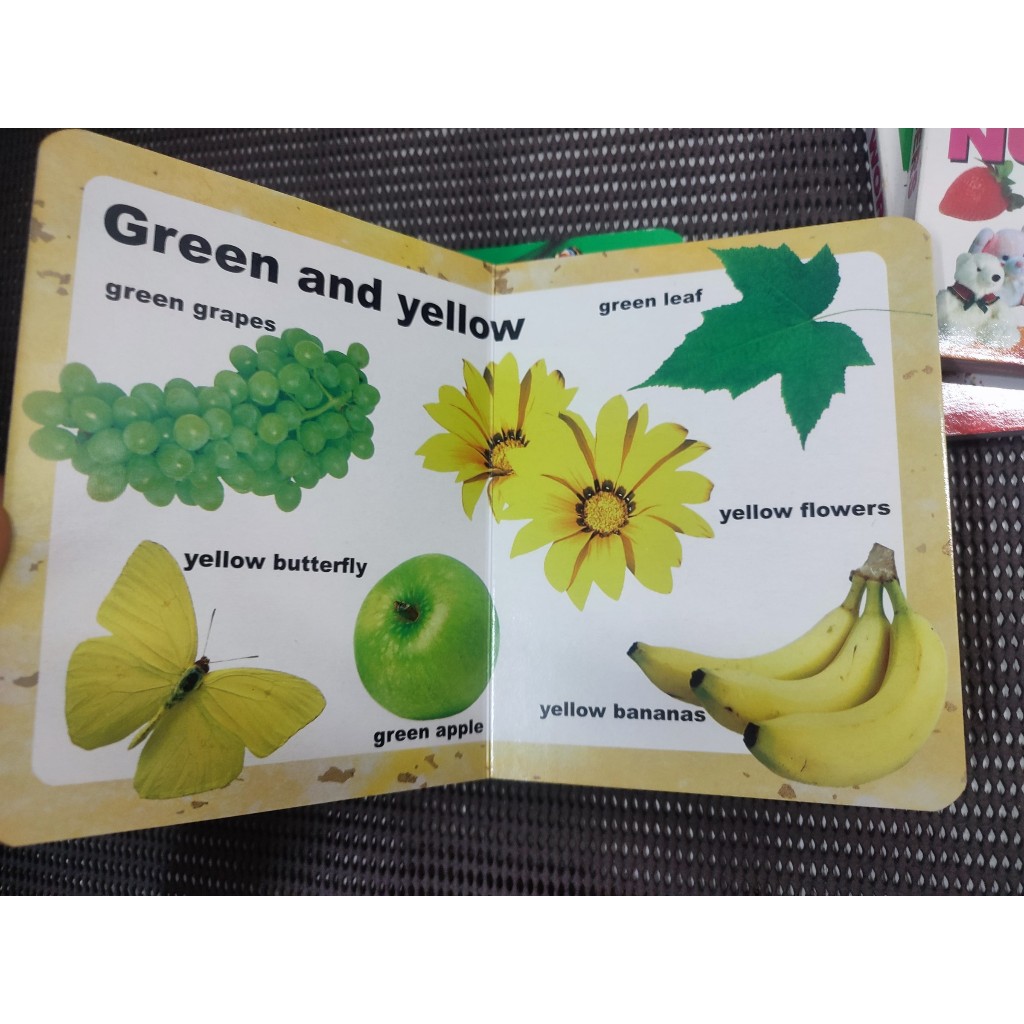 Green and yellow
green grapes
green leaf
yellow flowers
yellow butterfly
green apple
yellow bananas